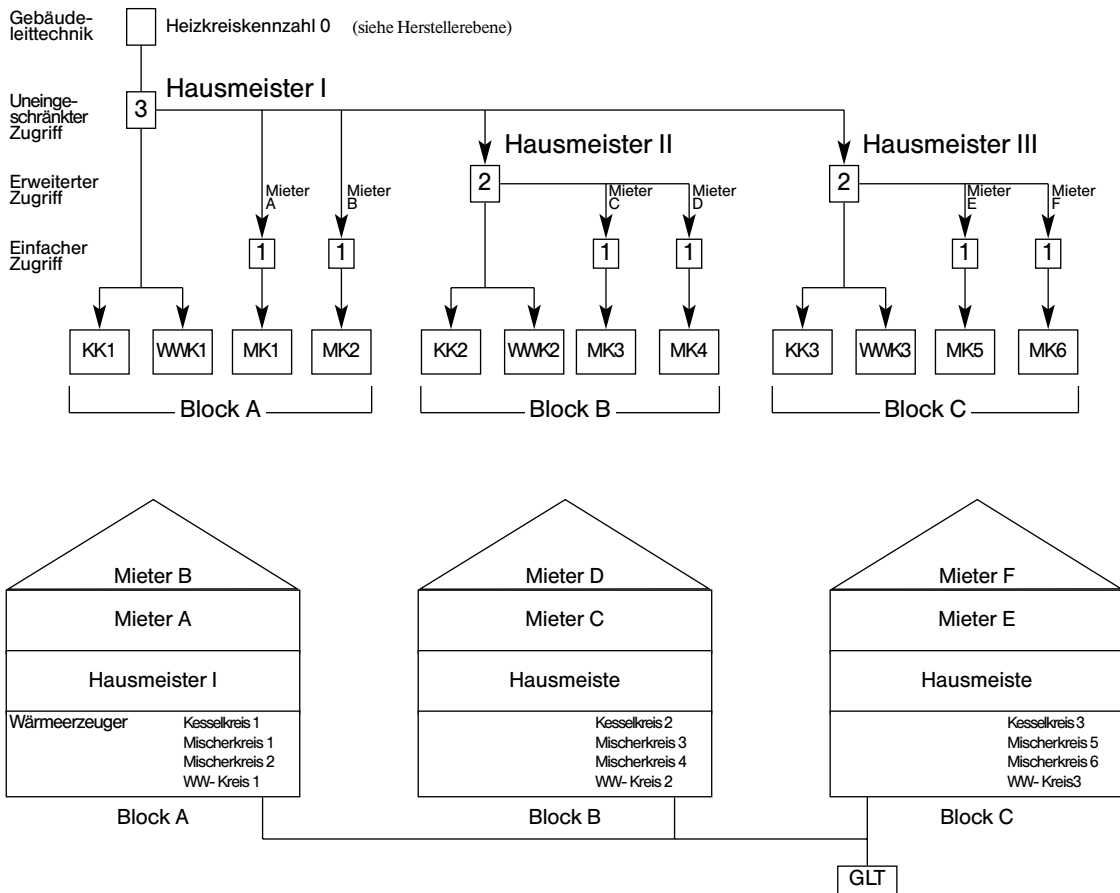 Gebäude-
leittechnik
Heizkreiskennzahl 0 (siehe Herstellerebene)
Uneinge-
schränkter
Zugriff
3
Hausmeister I
Hausmeister II
Hausmeister III
Erweiterter
Zugriff
Mieter
A
Mieter
B
2
Mieter
C
Mieter
D
2
Mieter
E
Mieter
F
Einfacher
Zugriff
1 1 1 1 1 1
KK1 WWK1 MK1 MK2 KK2 WWK2 MK3 MK4 KK3 WWK3 MK5 MK6
Block A Block B Block C
Mieter B Mieter D Mieter F
Mieter A Mieter C Mieter E
Hausmeister I Hausmeiste Hausmeiste
Wärmeerzeuger
Kesselkreis 1
Mischerkreis 1
Mischerkreis 2
WW- Kreis 1
Kesselkreis 2
Mischerkreis 3
Mischerkreis 4
WW- Kreis 2
Kesselkreis 3
Mischerkreis 5
Mischerkreis 6
WW- Kreis3
Block A Block B Block C
GLT